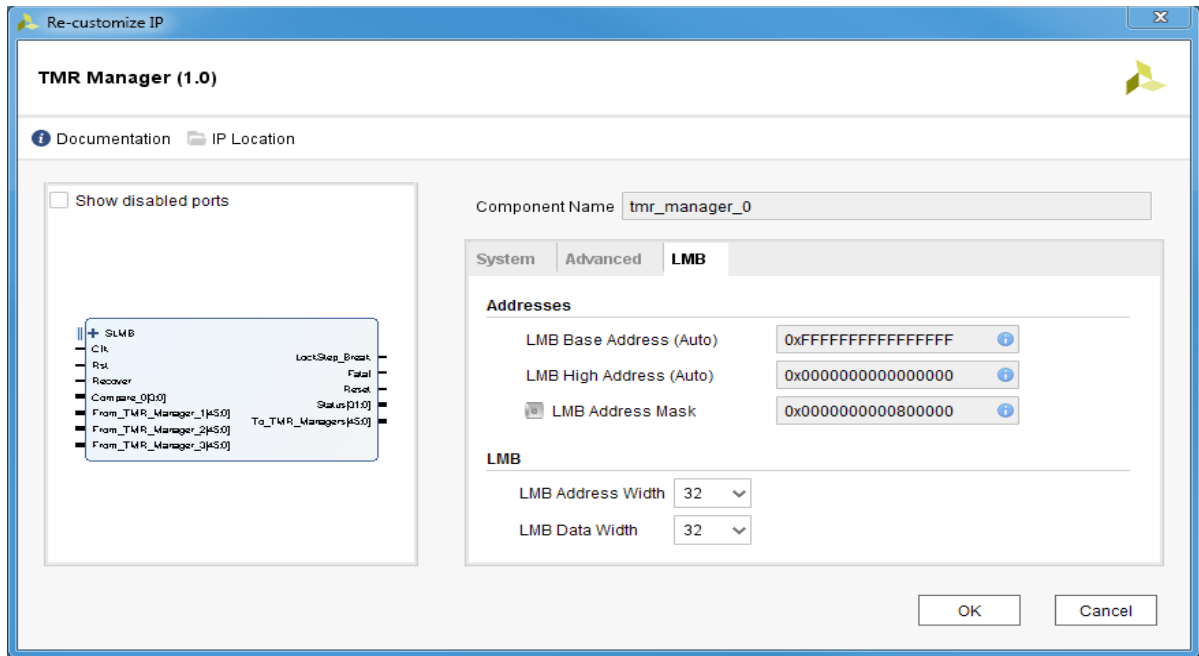 Re-customize IP
TMR Manager (1.0)
Documentation IP Location
Show disabled ports
SLMB
Clk
Rst
Recover
Compare_0[3:0]
From_TMR_Manager_1[45:0]
From_TMR_Manager_2[45:0]
From_TMR_Manager_3[45:0]
LockStep_Break
Fatal
Reset
Status[31:0]
To_TMR_Managers[45:0]
Component Name tmr_manager_0
System Advanced LMB
Addresses
LMB Base Address (Auto) 0xFFFFFFFFFFFFFFFF
LMB High Address (Auto) 0x0000000000000000
LMB Address Mask 0x0000000000800000
LMB
LMB Address Width 32
LMB Data Width 32
OK Cancel